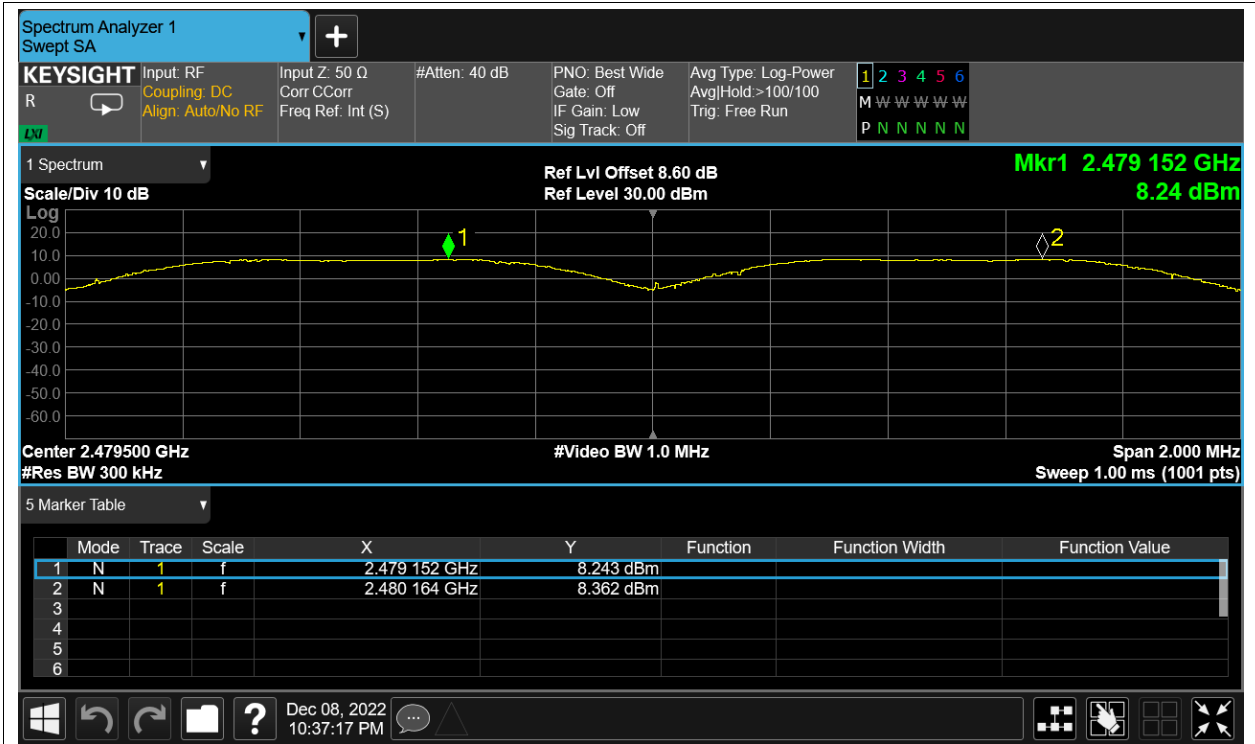 Spectrum Analyzer 1
Swept SA
KEYSIGHT
R
LXI
Input: RF
Coupling: DC
Align: Auto/No RF
Input Z: 50 Ω
Corr CCorr
Freq Ref: Int (S)
#Atten: 40 dB
PNO: Best Wide
Gate: Off
IF Gain: Low
Sig Track: Off
Avg Type: Log-Power
Avg|Hold:>100/100
Trig: Free Run
1 2 3 4 5 6
M W W W W W
P N N N N N
1 Spectrum
Scale/Div 10 dB
Ref Lvl Offset 8.60 dB
Ref Level 30.00 dBm
Mkr1 2.479 152 GHz
8.24 dBm
Log
20.0
10.0
0.00
-10.0
-20.0
-30.0
-40.0
-50.0
-60.0
1
2
Center 2.479500 GHz
#Res BW 300 kHz
#Video BW 1.0 MHz
Span 2.000 MHz
Sweep 1.00 ms (1001 pts)
5 Marker Table
Mode Trace Scale X Y Function Function Width Function Value
1 N 1 f 2.479 152 GHz 8.243 dBm
2 N 1 f 2.480 164 GHz 8.362 dBm
3
4
5
6
?
Dec 08, 2022
10:37:17 PM